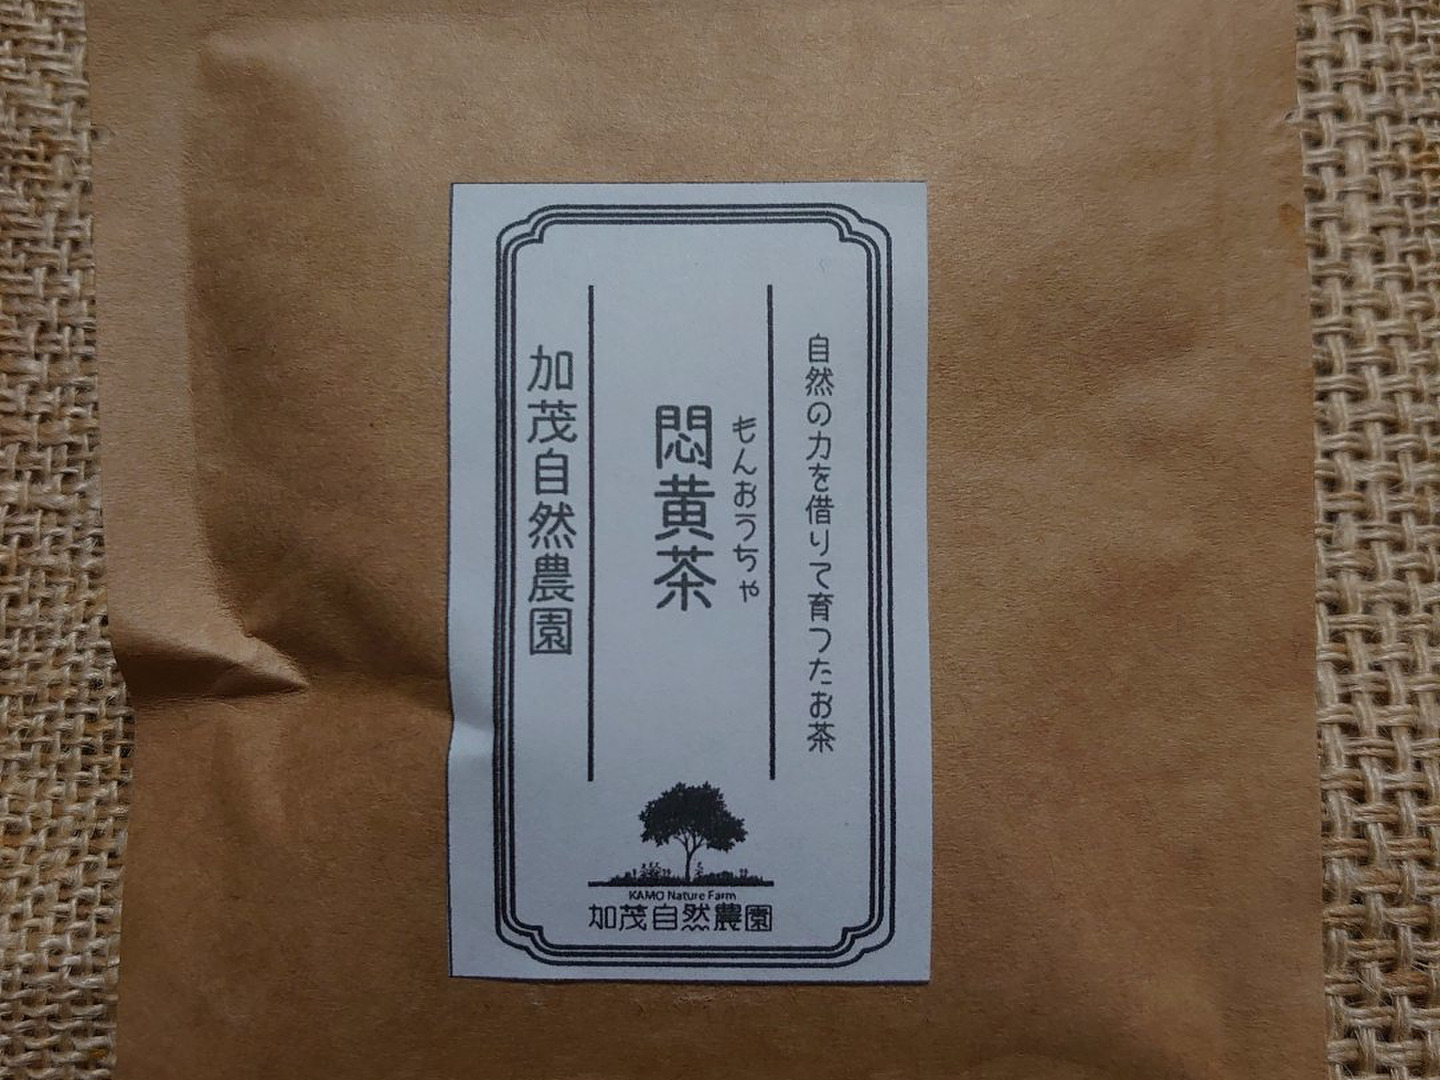 自然の力を借りて育つたお茶
もんおうちゃ
悶黄茶
加茂自然農園
KAMO Nature Farm
加茂自然農園